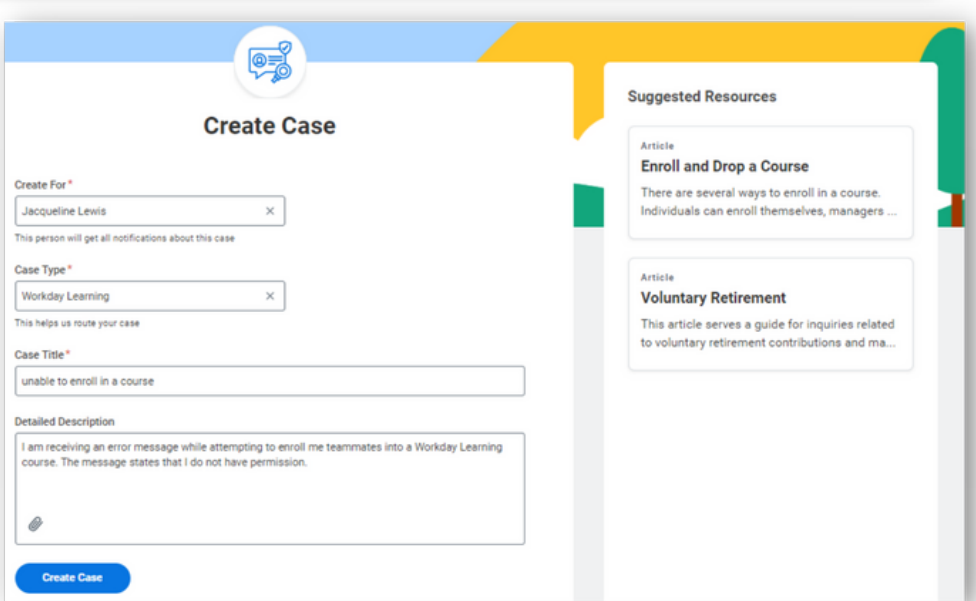 Create Case
Create For*
Jacqueline Lewis
This person will get all notifications about this case
Case Type*
Workday Learning
This helps us route your case
Case Title*
unable to enroll in a course
Detailed Description
I am receiving an error message while attempting to enroll me teammates into a Workday Learning
course. The message states that I do not have permission.
Create Case
Suggested Resources
Article
Enroll and Drop a Course
There are several ways to enroll in a course.
Individuals can enroll themselves, managers ...
Article
Voluntary Retirement
This article serves a guide for inquiries related
to voluntary retirement contributions and ma...